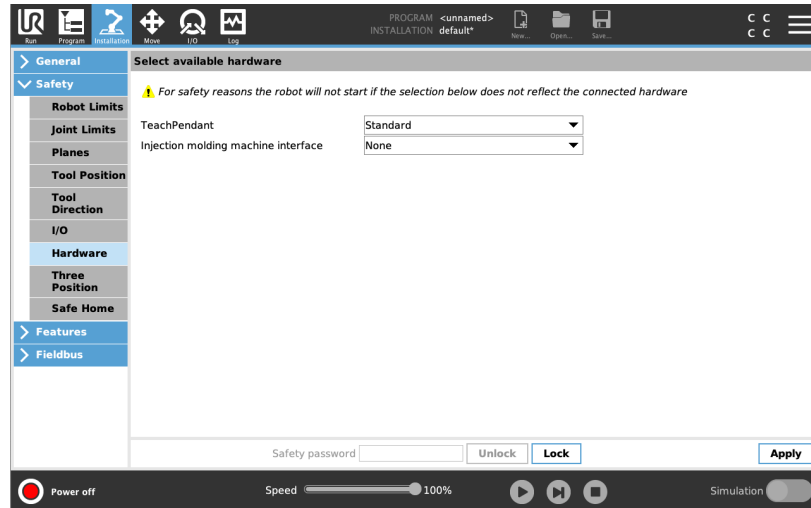 PROGRAM <unnamed>
INSTALLATION default*
UR
Run
Program
Installation
Move
I/O
Log
New...
Open...
Save...
C C
C C
General
Safety
Robot Limits
Joint Limits
Planes
Tool Position
Tool
Direction
I/O
Hardware
Three
Position
Safe Home
Features
Fieldbus
Select available hardware
For safety reasons the robot will not start if the selection below does not reflect the connected hardware
TeachPendant Standard
Injection molding machine interface None
Safety password Unlock Lock Apply
Power off Speed 100% Simulation